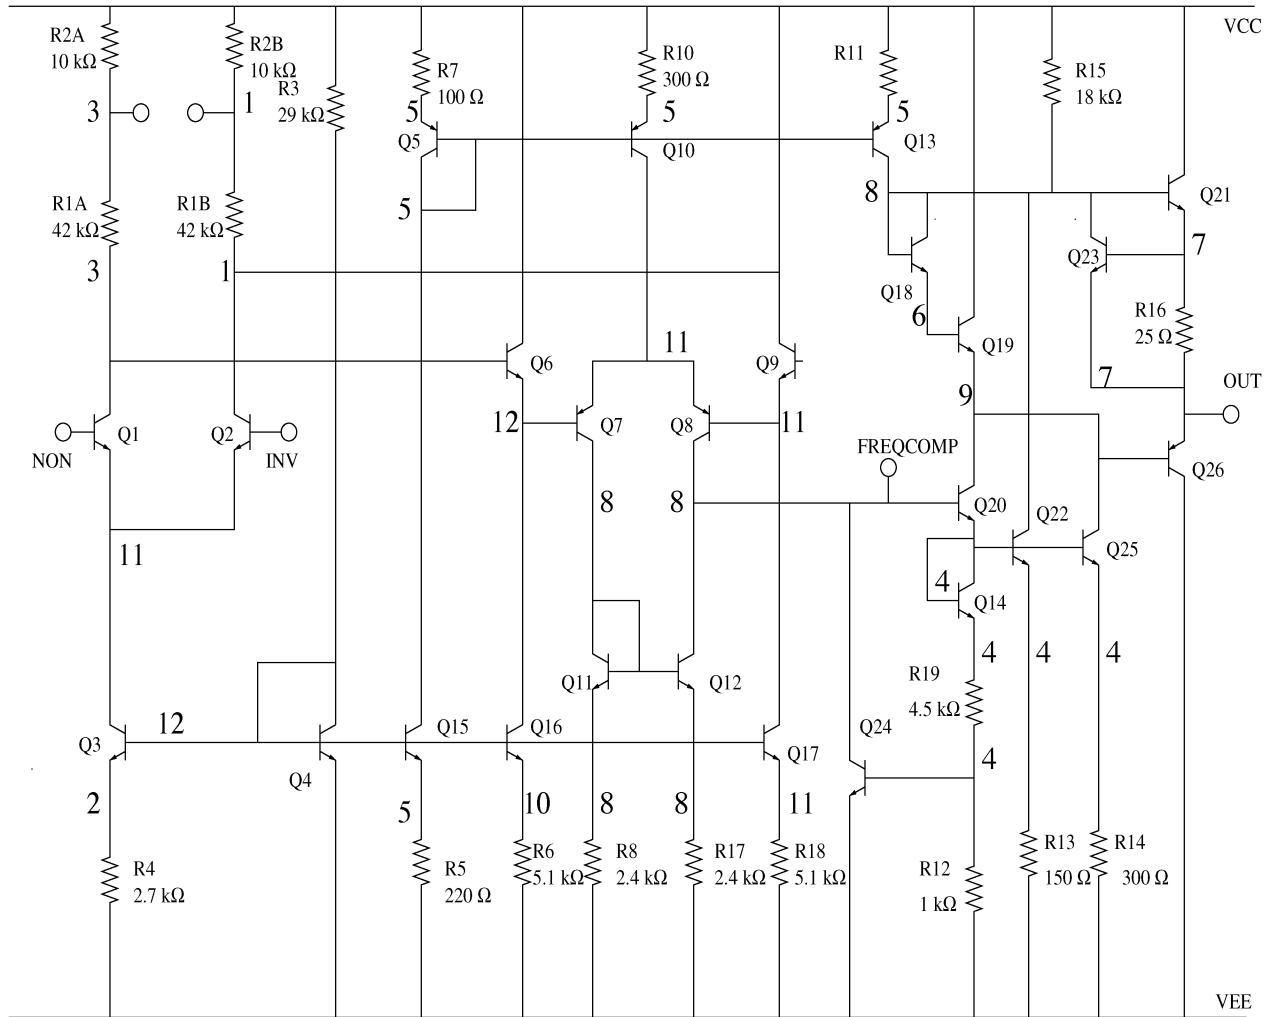 VCC
R2A
10 kΩ
R2B
10 kΩ
R3
29 kΩ
R7
100 Ω
R10
300 Ω
R11
R15
18 kΩ
3
1
5
5
5
Q5
Q10
Q13
R1A
42 kΩ
R1B
42 kΩ
5
8
Q21
3
1
Q18
Q23
7
6
R16
25 Ω
11
Q6
Q9
Q19
7
OUT
9
NON
Q1
Q2
INV
12
Q7
Q8
11
FREQCOMP
Q26
8
8
Q20
Q22
Q25
11
4
Q14
4
4
4
Q11
Q12
R19
4.5 kΩ
Q3
12
Q4
Q15
Q16
Q17
Q24
4
2
5
10
8
8
11
R4
2.7 kΩ
R5
220 Ω
R6
5.1 kΩ
R8
2.4 kΩ
R17
2.4 kΩ
R18
5.1 kΩ
R12
1 kΩ
R13
150 Ω
R14
300 Ω
VEE